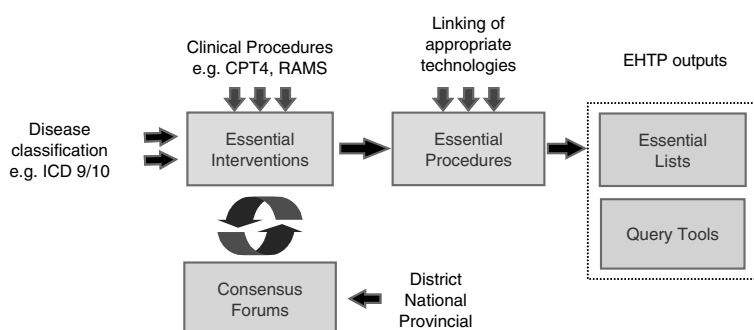 Clinical Procedures
e.g. CPT4, RAMS
Linking of
appropriate
technologies
EHTP outputs
Disease
classification
e.g. ICD 9/10
Essential
Interventions
Essential
Procedures
Essential
Lists
Query Tools
Consensus
Forums
District
National
Provincial